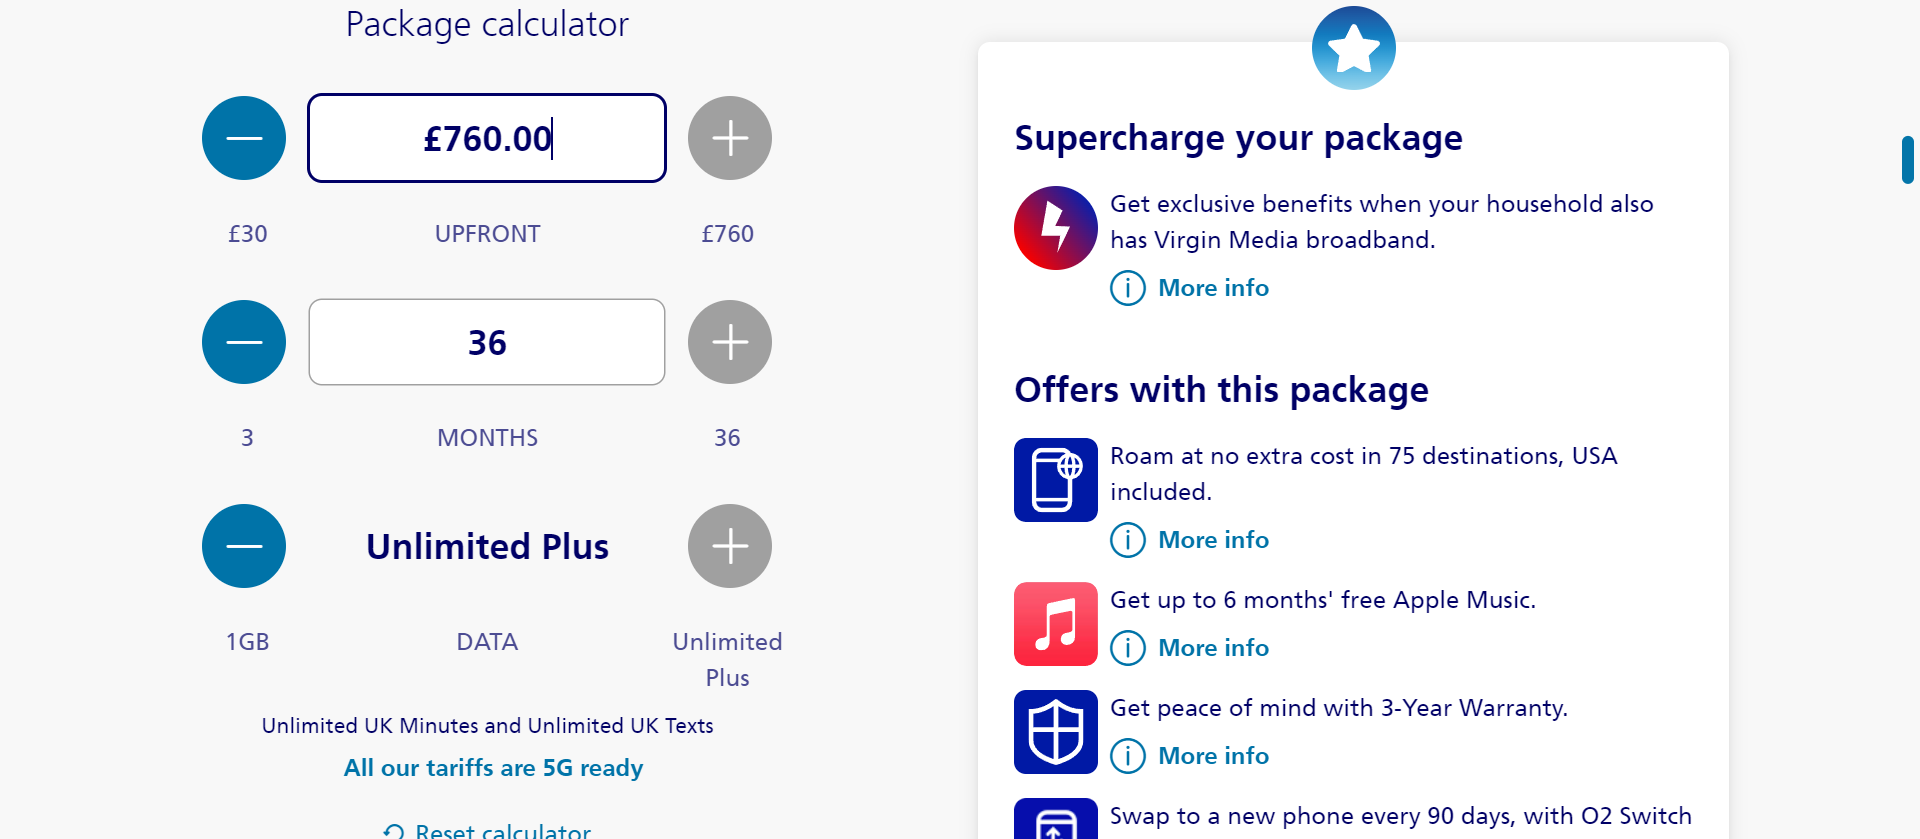 Package calculator
£760.00
£30 UPFRONT £760
36
3 MONTHS 36
Unlimited Plus
1GB DATA Unlimited
Plus
Unlimited UK Minutes and Unlimited UK Texts
All our tariffs are 5G ready
Reset calculator
Supercharge your package
Get exclusive benefits when your household also
has Virgin Media broadband.
More info
Offers with this package
Roam at no extra cost in 75 destinations, USA
included.
More info
Get up to 6 months' free Apple Music.
More info
Get peace of mind with 3-Year Warranty.
More info
Swap to a new phone every 90 days, with O2 Switch